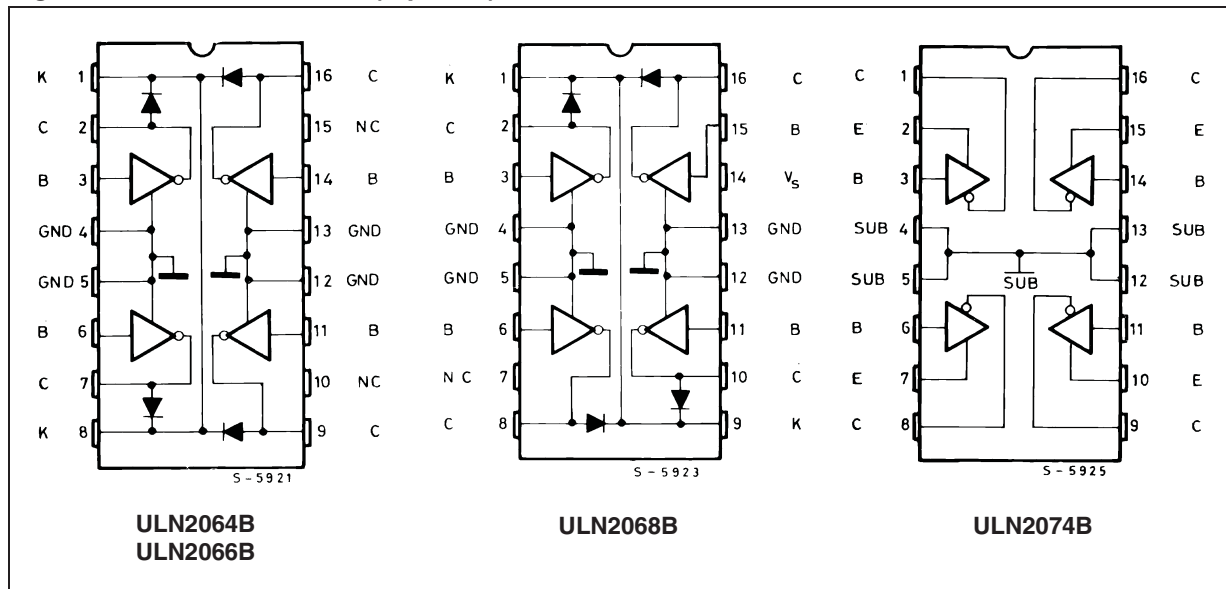 K 1 16 C
C 2 15 NC
B 3 14 B
GND 4 13 GND
GND 5 12 GND
B 6 11 B
C 7 10 NC
K 8 9 C
S-5921
ULN2064B
ULN2066B
K 1 16 C
C 2 15 B
B 3 14 VS
GND 4 13 GND
GND 5 12 GND
B 6 11 B
NC 7 10 C
C 8 9 K
S-5923
ULN2068B
C 1 16 C
E 2 15 E
B 3 14 B
SUB 4 13 SUB
SUB 5 12 SUB
SUB
B 6 11 B
E 7 10 E
C 8 9 C
S-5925
ULN2074B